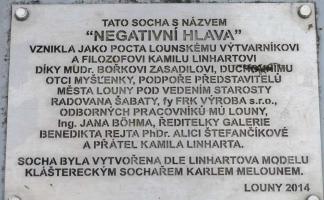 TATO SOCHA S NÁZVEM
“NEGATIVNÍ HLAVA”
VZNIKLA JAKO POCTA LOUNSKÉMU VÝTVARNÍKOVI
A FILOZOFOVI KAMILU LINHARTOVI
DÍKY MUDr. BOŘKOVI ZASADILOVI, DUCHOVNÍMU
OTCI MYŠLENKY, PODPOŘE PŘEDSTAVITELŮ
MĚSTA LOUNY POD VEDENÍM STAROSTY
RADOVANA ŠABATY, fy FRK VÝROBA s.r.o.,
ODBORNÝCH PRACOVNÍKŮ MÚ LOUNY,
Ing. JANA BÖHMA, ŘEDITELKY GALERIE
BENEDIKTA REJTA PhDr. ALICI ŠTEFANČÍKOVÉ
A PŘÁTEL KAMILA LINHARTA.
SOCHA BYLA VYTVOŘENA DLE LINHARTOVA MODELU
KLÁŠTERECKÝM SOCHAŘEM KARLEM MELOUNEM.
LOUNY 2014